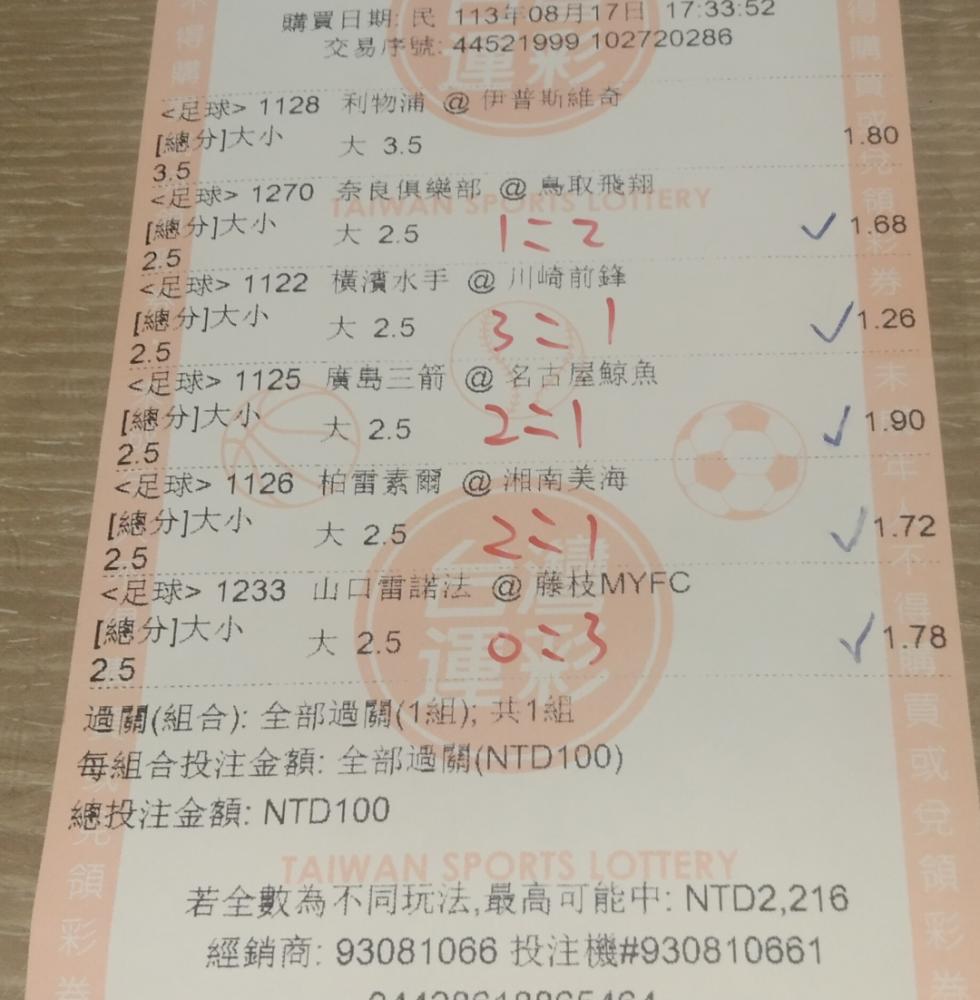 購買日期: 民 113年08月17日 17:33:52
交易序號: 44521999 102720286
<足球> 1128 利物浦 @ 伊普斯維奇
[總分]大小 大 3.5 1.80
3.5
<足球> 1270 奈良俱樂部 @ 鳥取飛翔
TAIWAN SPORTS LOTTERY
[總分]大小 大 2.5 1:2 ✓ 1.68
2.5
<足球> 1122 橫濱水手 @ 川崎前鋒
[總分]大小 大 2.5 3:1 ✓ 1.26
2.5
<足球> 1125 廣島三箭 @ 名古屋鯨魚
[總分]大小 大 2.5 2:1 ✓ 1.90
2.5
<足球> 1126 柏雷素爾 @ 湘南美海
[總分]大小 大 2.5 2:1 ✓ 1.72
2.5
<足球> 1233 山口雷諾法 @ 藤枝MYFC
[總分]大小 大 2.5 0:3 ✓ 1.78
2.5
台灣
運彩
過關(組合): 全部過關(1組); 共1組
每組合投注金額: 全部過關(NTD100)
總投注金額: NTD100
TAIWAN SPORTS LOTTERY
若全數為不同玩法,最高可能中: NTD2,216
經銷商: 93081066 投注機#930810661